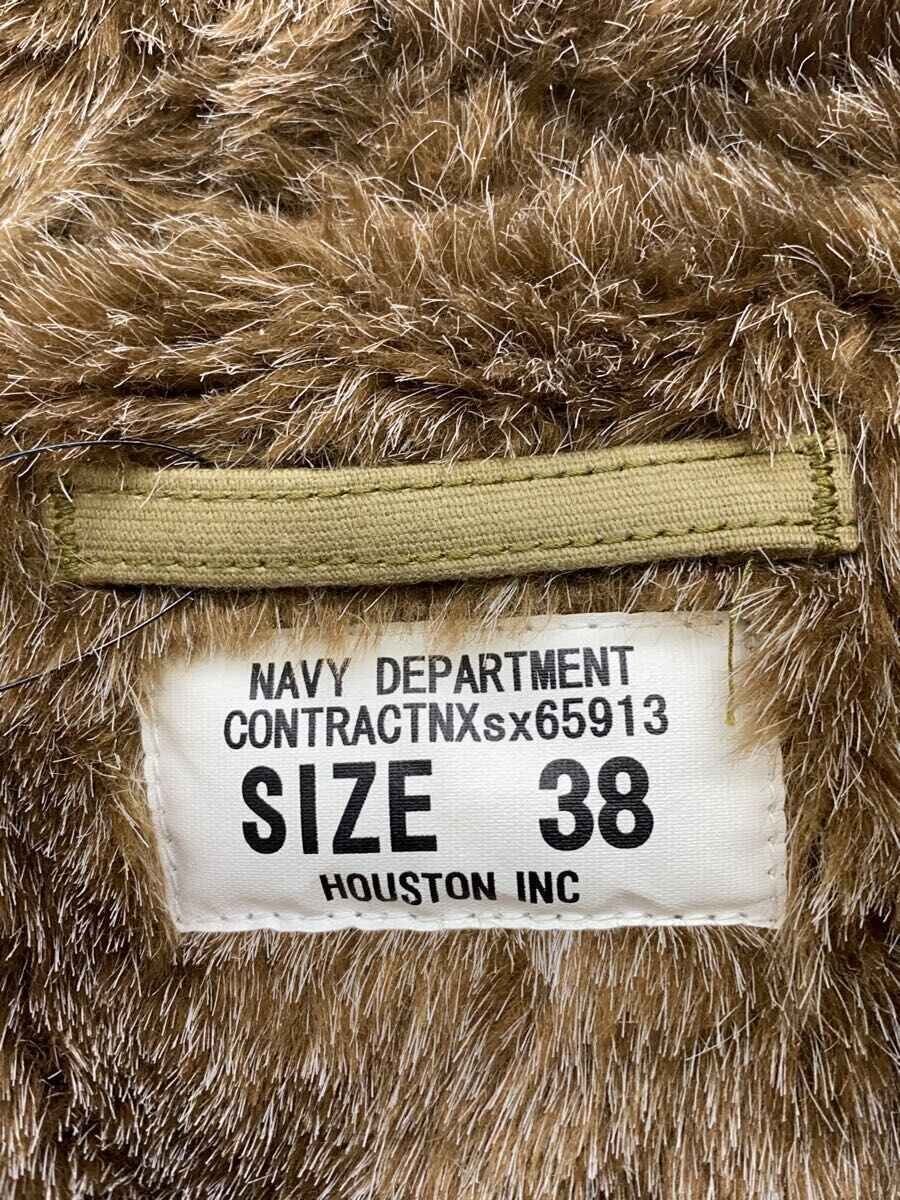 NAVY DEPARTMENT
CONTRACTNXsx65913
SIZE 38
HOUSTON INC